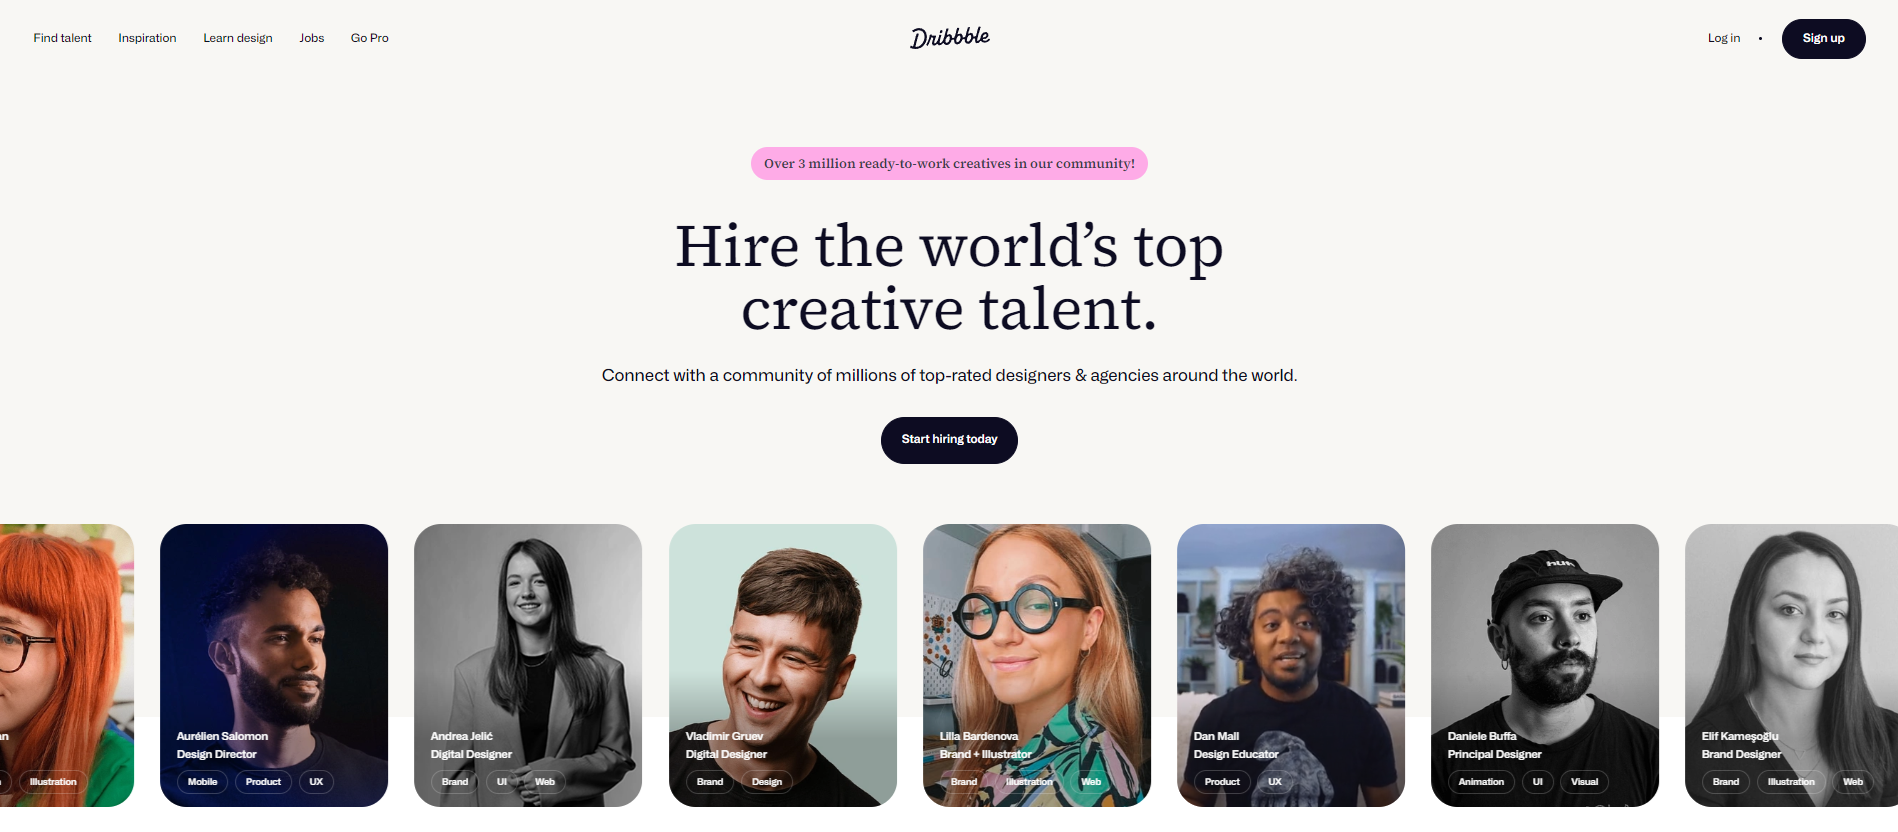 Find talent
Inspiration
Learn design
Jobs
Go Pro
Dribbble
Log in
•
Sign up
Over 3 million ready-to-work creatives in our community!
Hire the world’s top
creative talent.
Connect with a community of millions of top-rated designers & agencies around the world.
Start hiring today
Illustration
Aurélien Salomon
Design Director
Mobile
Product
UX
Andrea Jelić
Digital Designer
Brand
UI
Web
Vladimir Gruev
Digital Designer
Brand
Design
Lilla Bardenova
Brand + Illustrator
Brand
Illustration
Web
Dan Mall
Design Educator
Product
UX
HUF
Daniele Buffa
Principal Designer
Animation
UI
Visual
Elif Kameşoğlu
Brand Designer
Brand
Illustration
Web